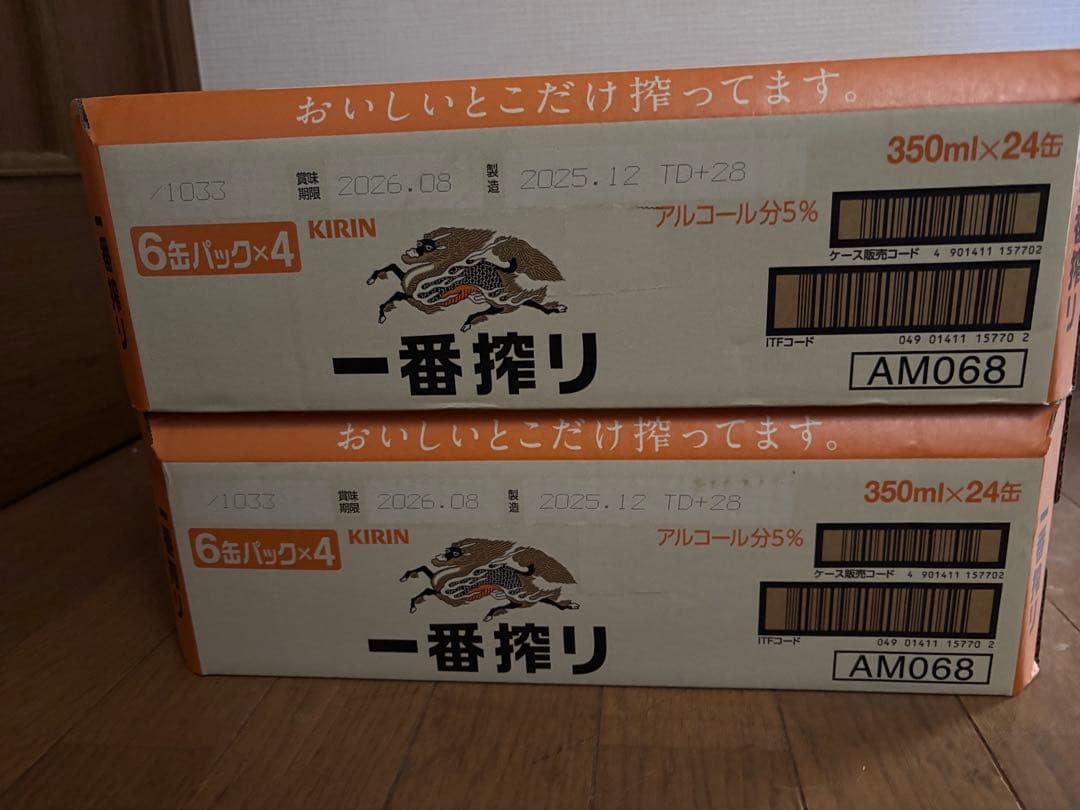 おいしいとこだけ搾ってます。
350ml×24缶
/1033 賞味期限 2026.08 製造 2025.12 TD+28
6缶パック×4 KIRIN アルコール分5%
ケース販売コード 4 901411 157702
一番搾り
ITFコード 049 01411 15770 2
AM068
一番搾り
一番搾り
おいしいとこだけ搾ってます。
350ml×24缶
/1033 賞味期限 2026.08 製造 2025.12 TD+28
6缶パック×4 KIRIN アルコール分5%
ケース販売コード 4 901411 157702
一番搾り
ITFコード 049 01411 15770 2
AM068